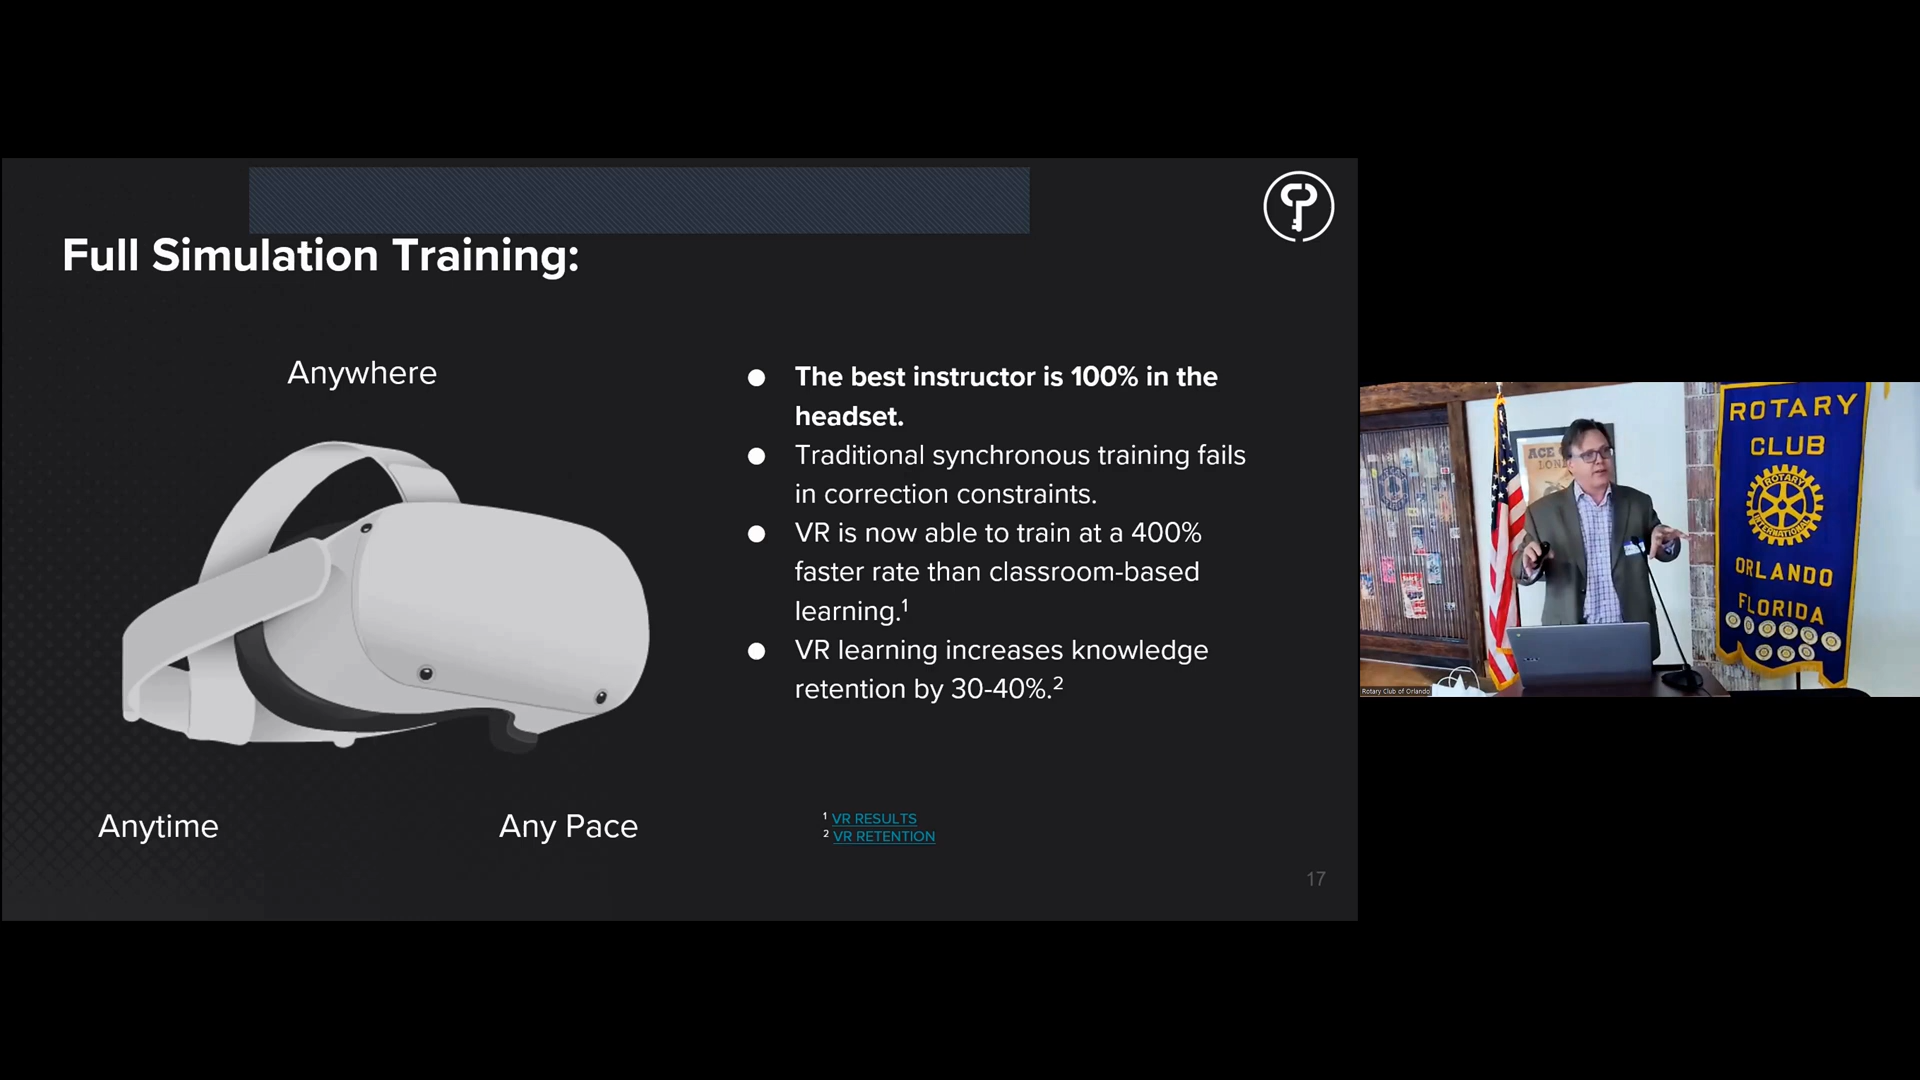 Full Simulation Training:
Anywhere
Anytime
Any Pace
● The best instructor is 100% in the
headset.
● Traditional synchronous training fails
in correction constraints.
● VR is now able to train at a 400%
faster rate than classroom-based
learning.¹
● VR learning increases knowledge
retention by 30-40%.²
¹ VR RESULTS
² VR RETENTION
17
ACE
LON
ROTARY
CLUB
ROTARY
INTERNATIONAL
ORLANDO
FLORIDA
Rotary Club of Orlando